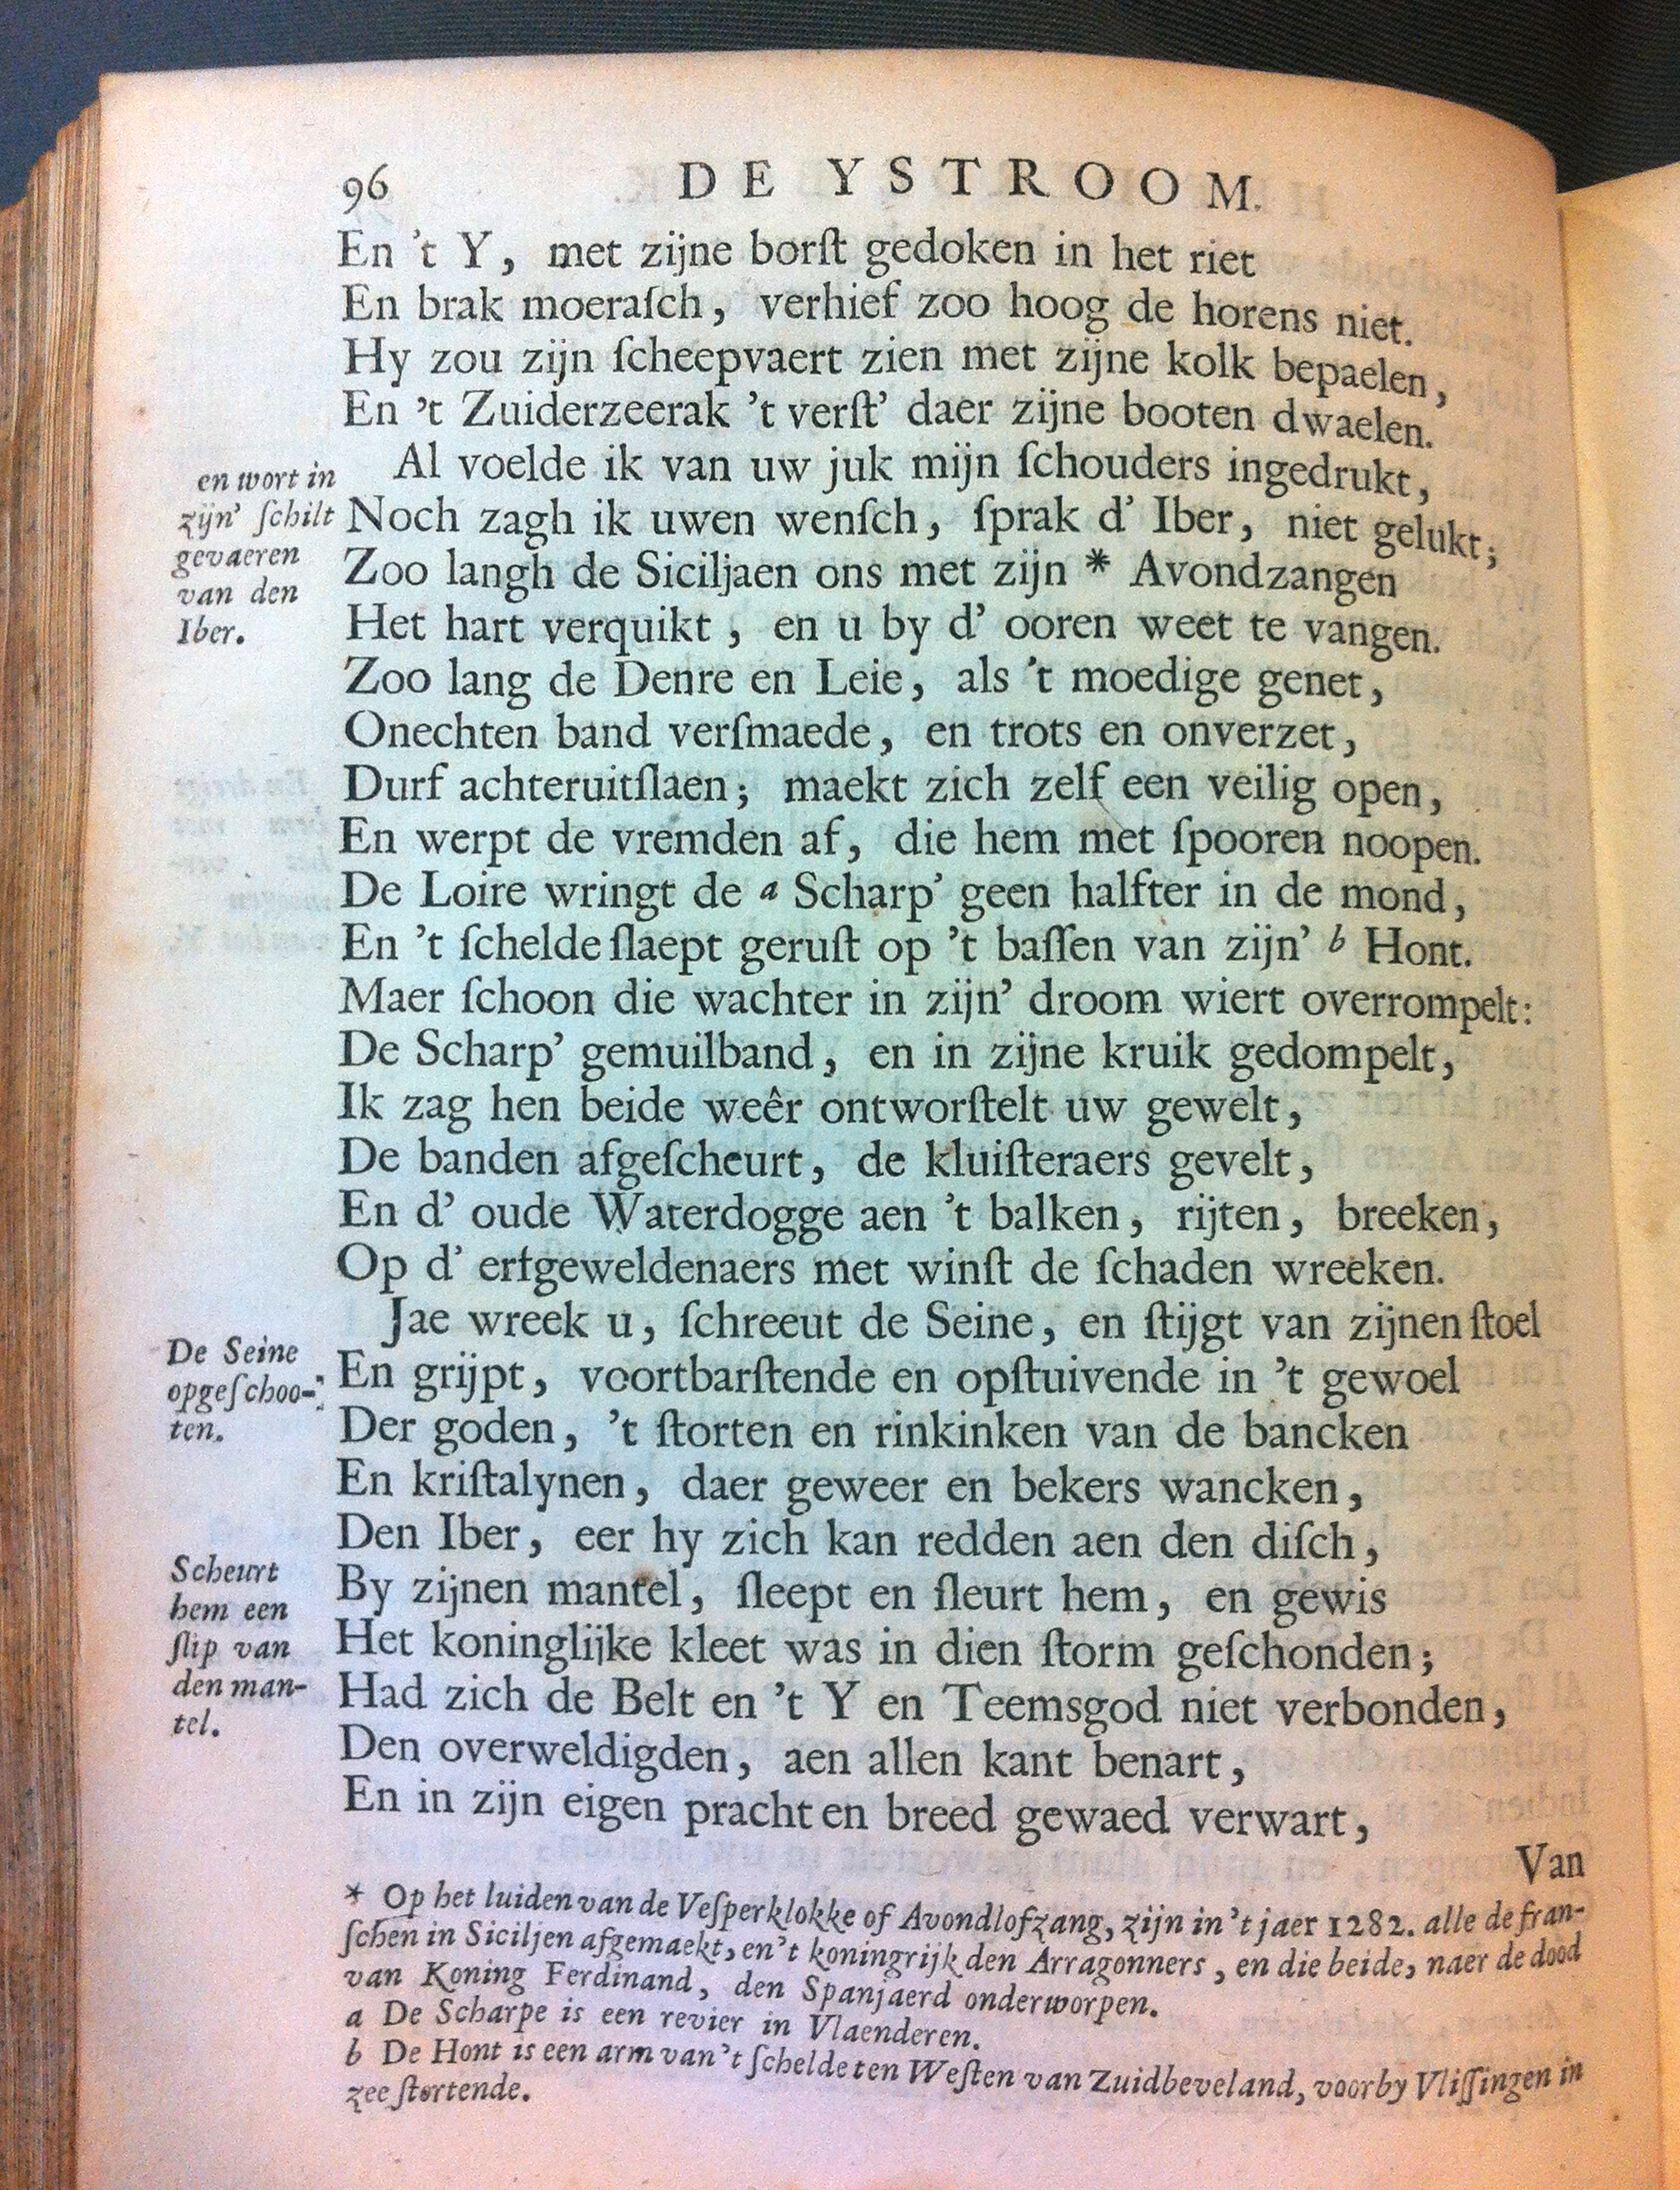 96 DE YSTROOM.
En 't Y, met zijne borſt gedoken in het riet
En brak moeraſch, verhief zoo hoog de horens niet.
Hy zou zijn ſcheepvaert zien met zijne kolk bepaelen,
En 't Zuiderzeerak 't verſt' daer zijne booten dwaelen.
en wort in
zijn' ſchilt
gevaeren
van den
Iber.
Al voelde ik van uw juk mijn ſchouders ingedrukt,
Noch zagh ik uwen wenſch, ſprak d' Iber, niet gelukt;
Zoo langh de Siciljaen ons met zijn * Avondzangen
Het hart verquikt, en u by d' ooren weet te vangen.
Zoo lang de Denre en Leie, als 't moedige genet,
Onechten band verſmaede, en trots en onverzet,
Durf achteruitſlaen; maekt zich zelf een veilig open,
En werpt de vremden af, die hem met ſpooren noopen.
De Loire wringt de a Scharp' geen halfter in de mond,
En 't ſchelde ſlaept geruſt op 't baſſen van zijn' b Hont.
Maer ſchoon die wachter in zijn' droom wiert overrompelt:
De Scharp' gemuilband, en in zijne kruik gedompelt,
Ik zag hen beide weêr ontworſtelt uw gewelt,
De banden afgeſcheurt, de kluiſteraers gevelt,
En d' oude Waterdogge aen 't balken, rijten, breeken,
Op d' erfgeweldenaers met winſt de ſchaden wreeken.
De Seine
opgeſchoo-
ten.
Jae wreek u, ſchreeut de Seine, en ſtijgt van zijnen ſtoel
En grijpt, voortbarſtende en opſtuivende in 't gewoel
Der goden, 't ſtorten en rinkinken van de bancken
En kriſtalynen, daer geweer en bekers wancken,
Den Iber, eer hy zich kan redden aen den diſch,
Scheurt
hem een
ſlip van
den man-
tel.
By zijnen mantel, ſleept en ſleurt hem, en gewis
Het koninglijke kleet was in dien ſtorm geſchonden;
Had zich de Belt en 't Y en Teemsgod niet verbonden,
Den overweldigden, aen allen kant benart,
En in zijn eigen pracht en breed gewaed verwart,
Van
* Op het luiden van de Veſperklokke of Avondlofzang, zijn in 't jaer 1282. alle de fran-
ſchen in Siciljen afgemaekt, en 't koningrijk den Arragonners, en die beide, naer de dood
van Koning Ferdinand, den Spanjaerd onderworpen.
a De Scharpe is een revier in Vlaenderen.
b De Hont is een arm van 't ſchelde ten Weſten van Zuidbeveland, voorby Vliſſingen in
zee ſtortende.